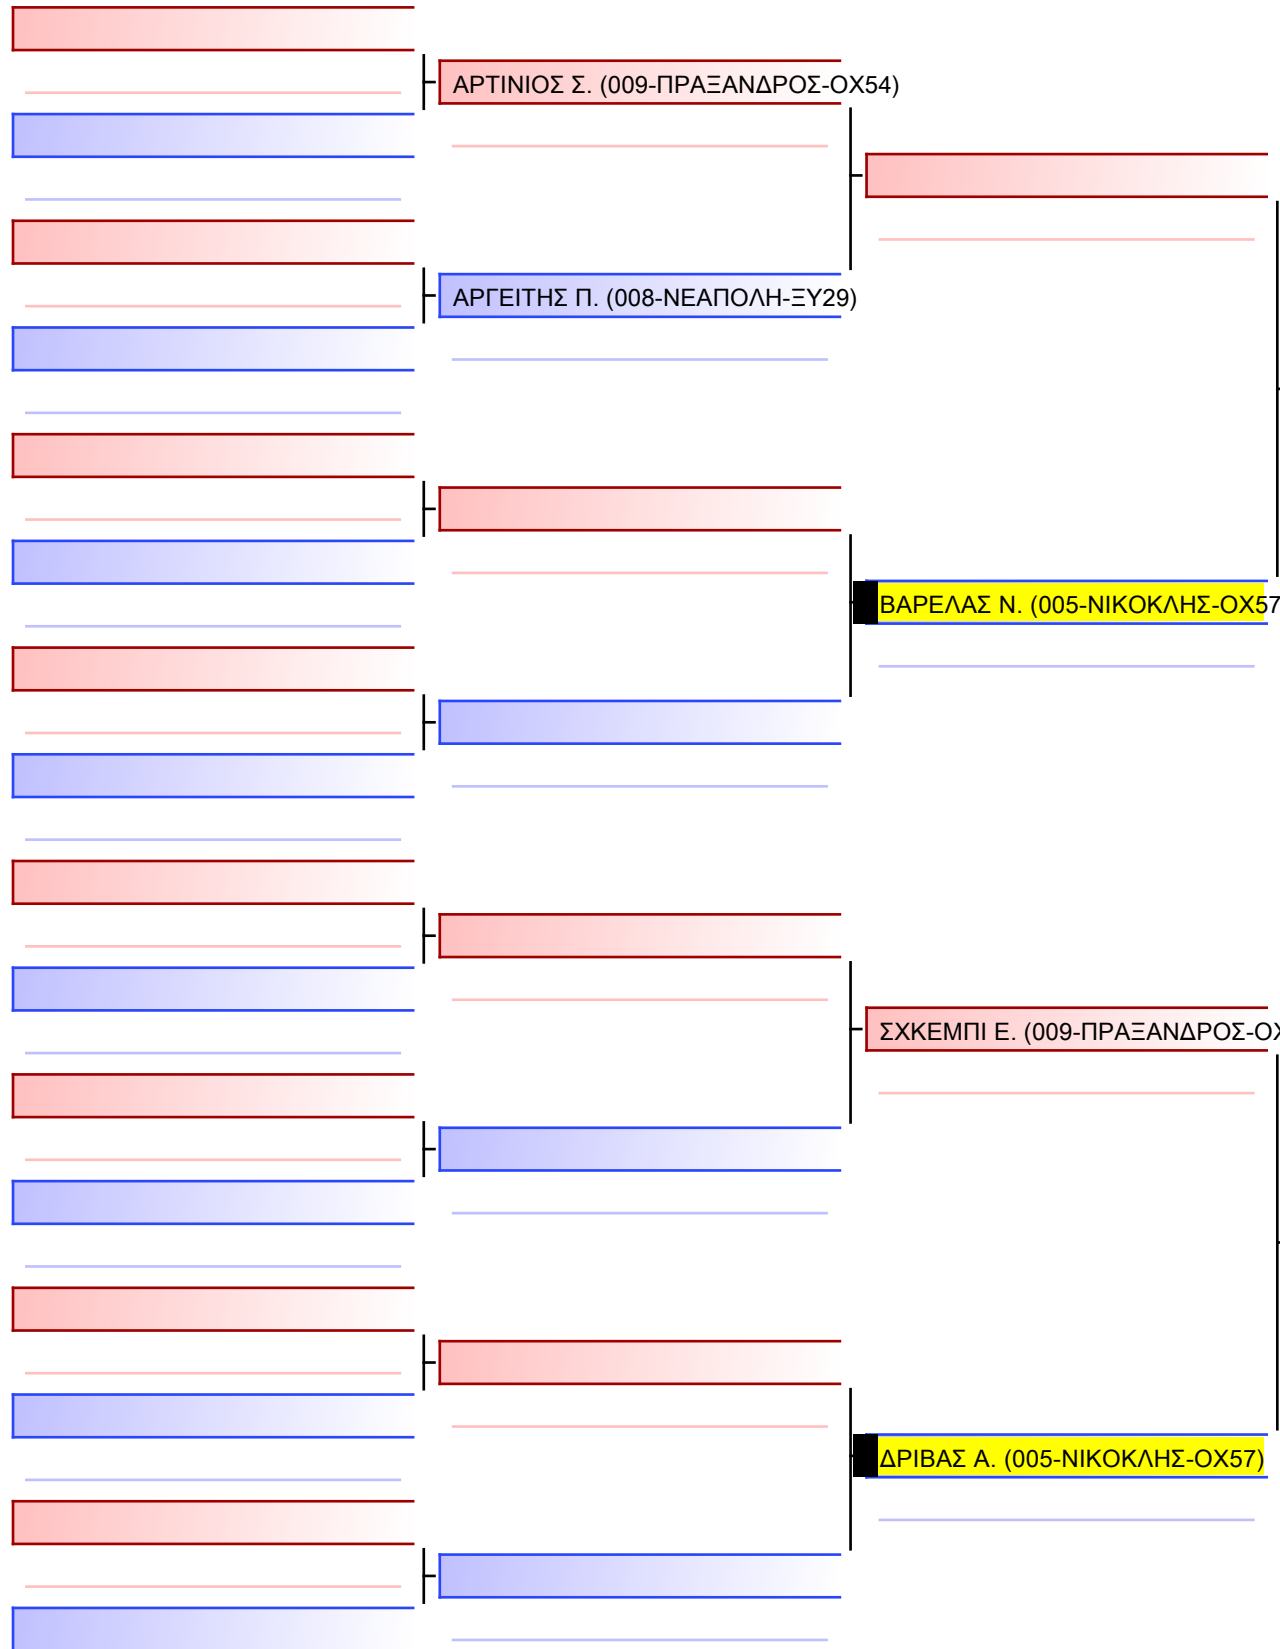 ΑΡΤΙΝΙΟΣ Σ. (009-ΠΡΑΞΑΝΔΡΟΣ-ΟΧ54)
ΑΡΓΕΙΤΗΣ Π. (008-ΝΕΑΠΟΛΗ-ΞΥ29)
ΒΑΡΕΛΑΣ Ν. (005-ΝΙΚΟΚΛΗΣ-ΟΧ57
ΣΧΚΕΜΠΙ Ε. (009-ΠΡΑΞΑΝΔΡΟΣ-ΟΧ
ΔΡΙΒΑΣ Α. (005-ΝΙΚΟΚΛΗΣ-ΟΧ57)